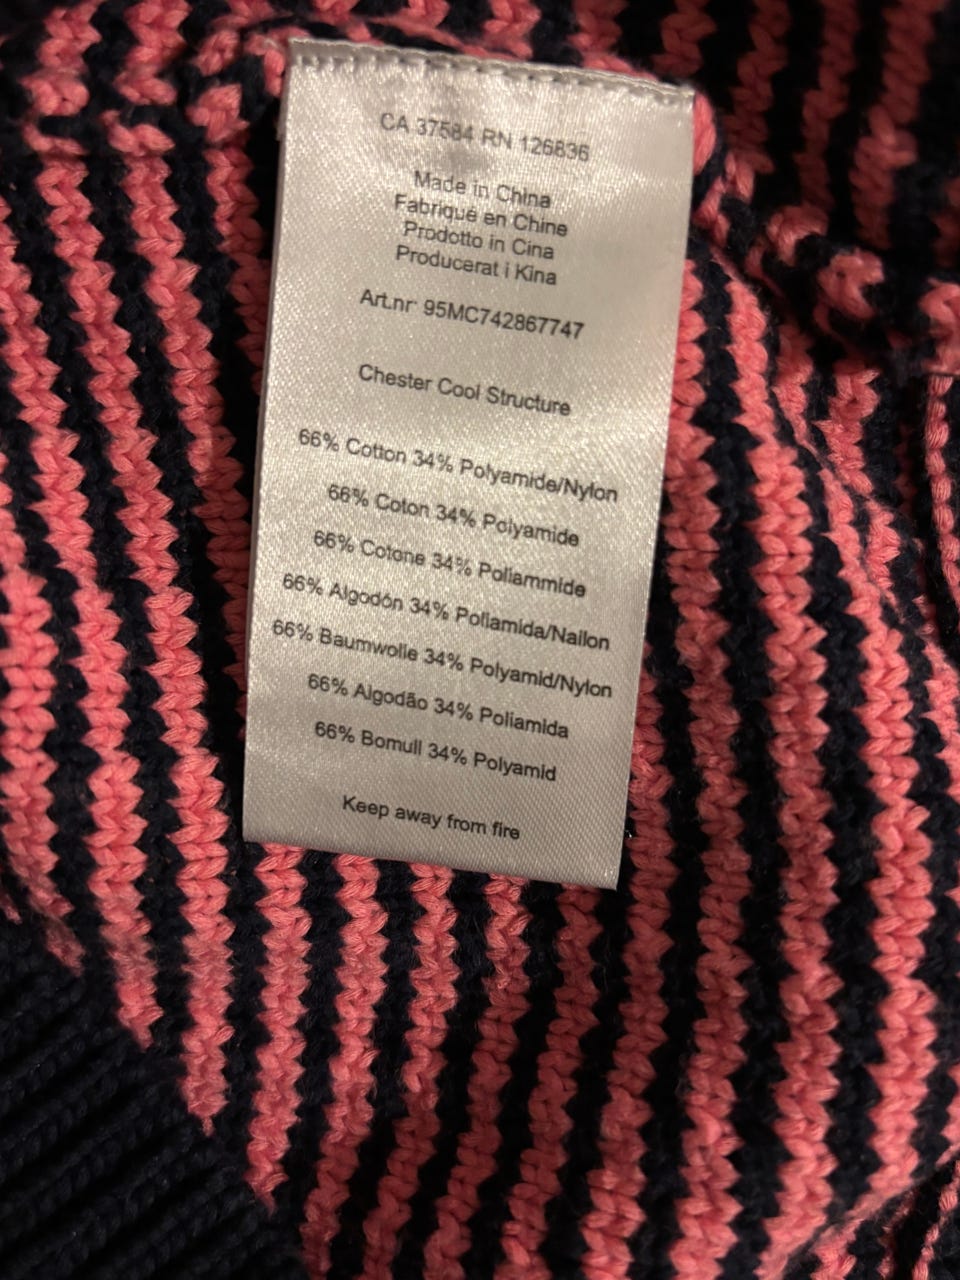 CA 37584 RN 126836
Made in China
Fabriqué en Chine
Prodotto in Cina
Producerat i Kina
Art.nr 95MC742867747
Chester Cool Structure
66% Cotton 34% Polyamide/Nylon
66% Coton 34% Polyamide
66% Cotone 34% Poliammide
66% Algodón 34% Poliamida/Nailon
66% Baumwolle 34% Polyamid/Nylon
66% Algodão 34% Poliamida
66% Bomull 34% Polyamid
Keep away from fire